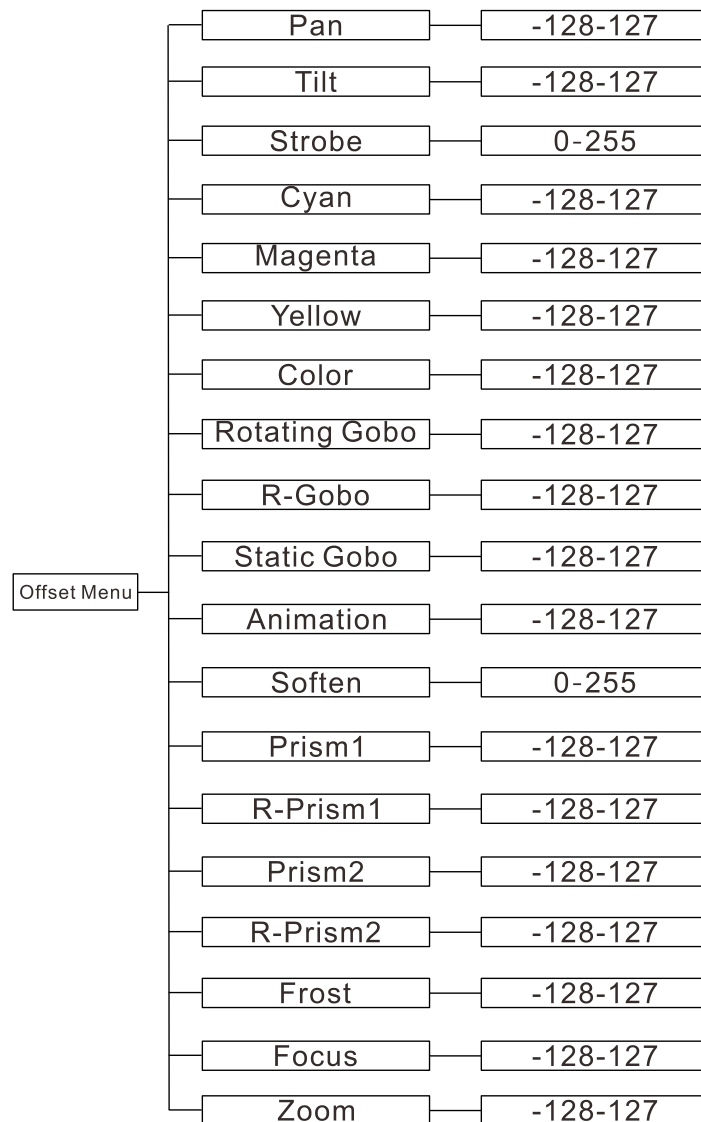 Pan -128-127
Tilt -128-127
Strobe 0-255
Cyan -128-127
Magenta -128-127
Yellow -128-127
Color -128-127
Rotating Gobo -128-127
R-Gobo -128-127
Static Gobo -128-127
Offset Menu
Animation -128-127
Soften 0-255
Prism1 -128-127
R-Prism1 -128-127
Prism2 -128-127
R-Prism2 -128-127
Frost -128-127
Focus -128-127
Zoom -128-127